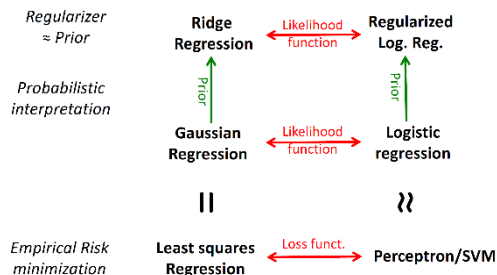 Regularizer
≈ Prior
Ridge
Regression
Likelihood
function
Regularized
Log. Reg.
Probabilistic
interpretation
Prior
Prior
Gaussian
Regression
Likelihood
function
Logistic
regression
=
≈
Empirical Risk
minimization
Least squares
Regression
Loss funct.
Perceptron/SVM